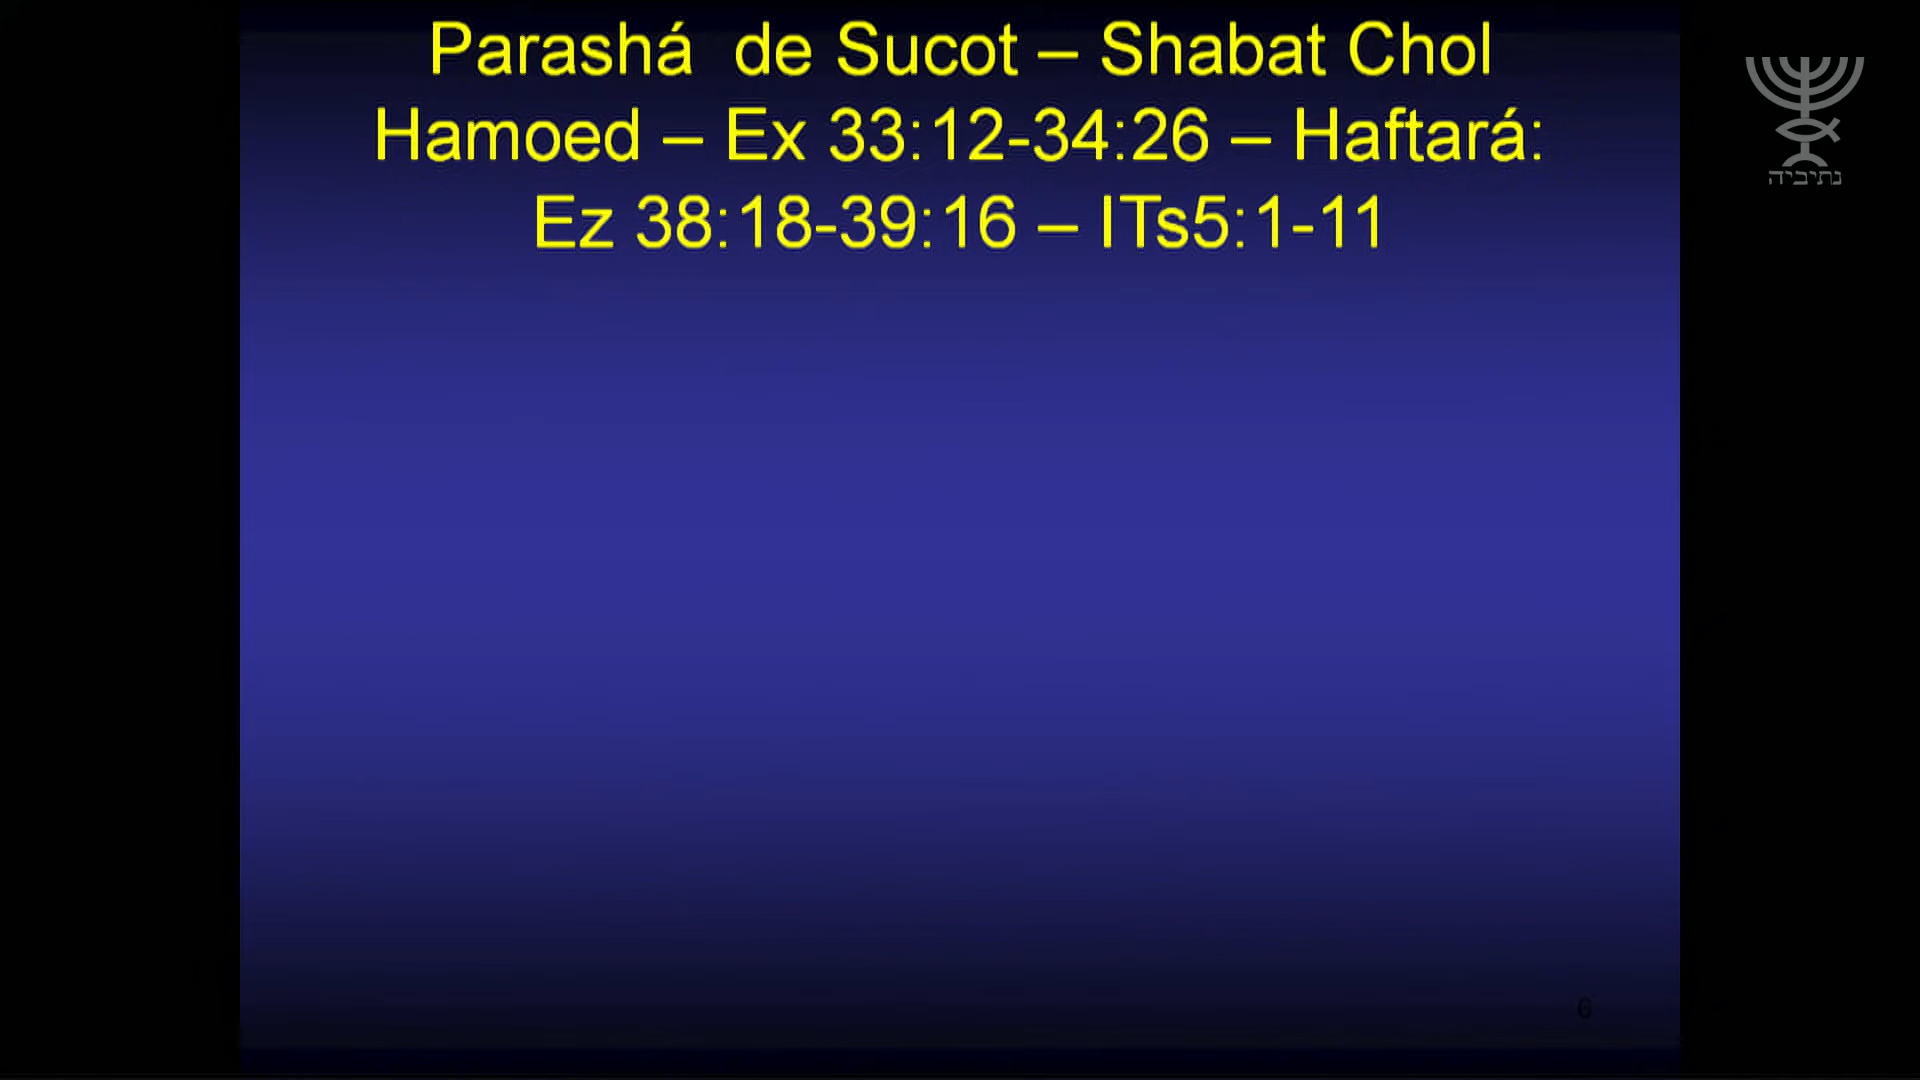 Parashá de Sucot – Shabat Chol
Hamoed – Ex 33:12-34:26 – Haftará:
Ez 38:18-39:16 – ITs5:1-11
נתיביה
6